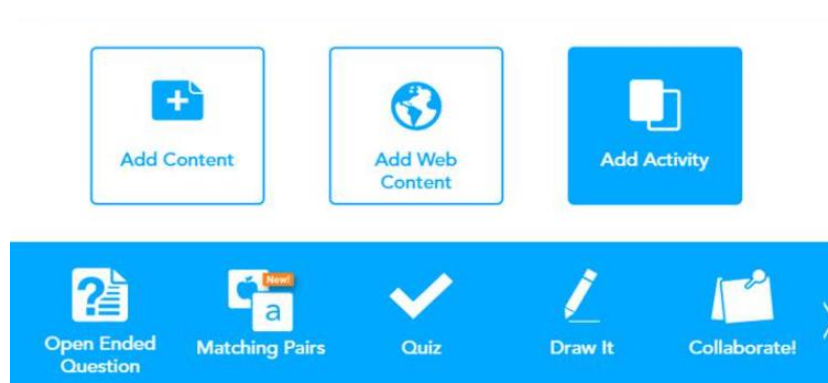 Add Content
Add Web
Content
Add Activity
New!
a
Open Ended
Question
Matching Pairs
Quiz
Draw It
Collaborate!